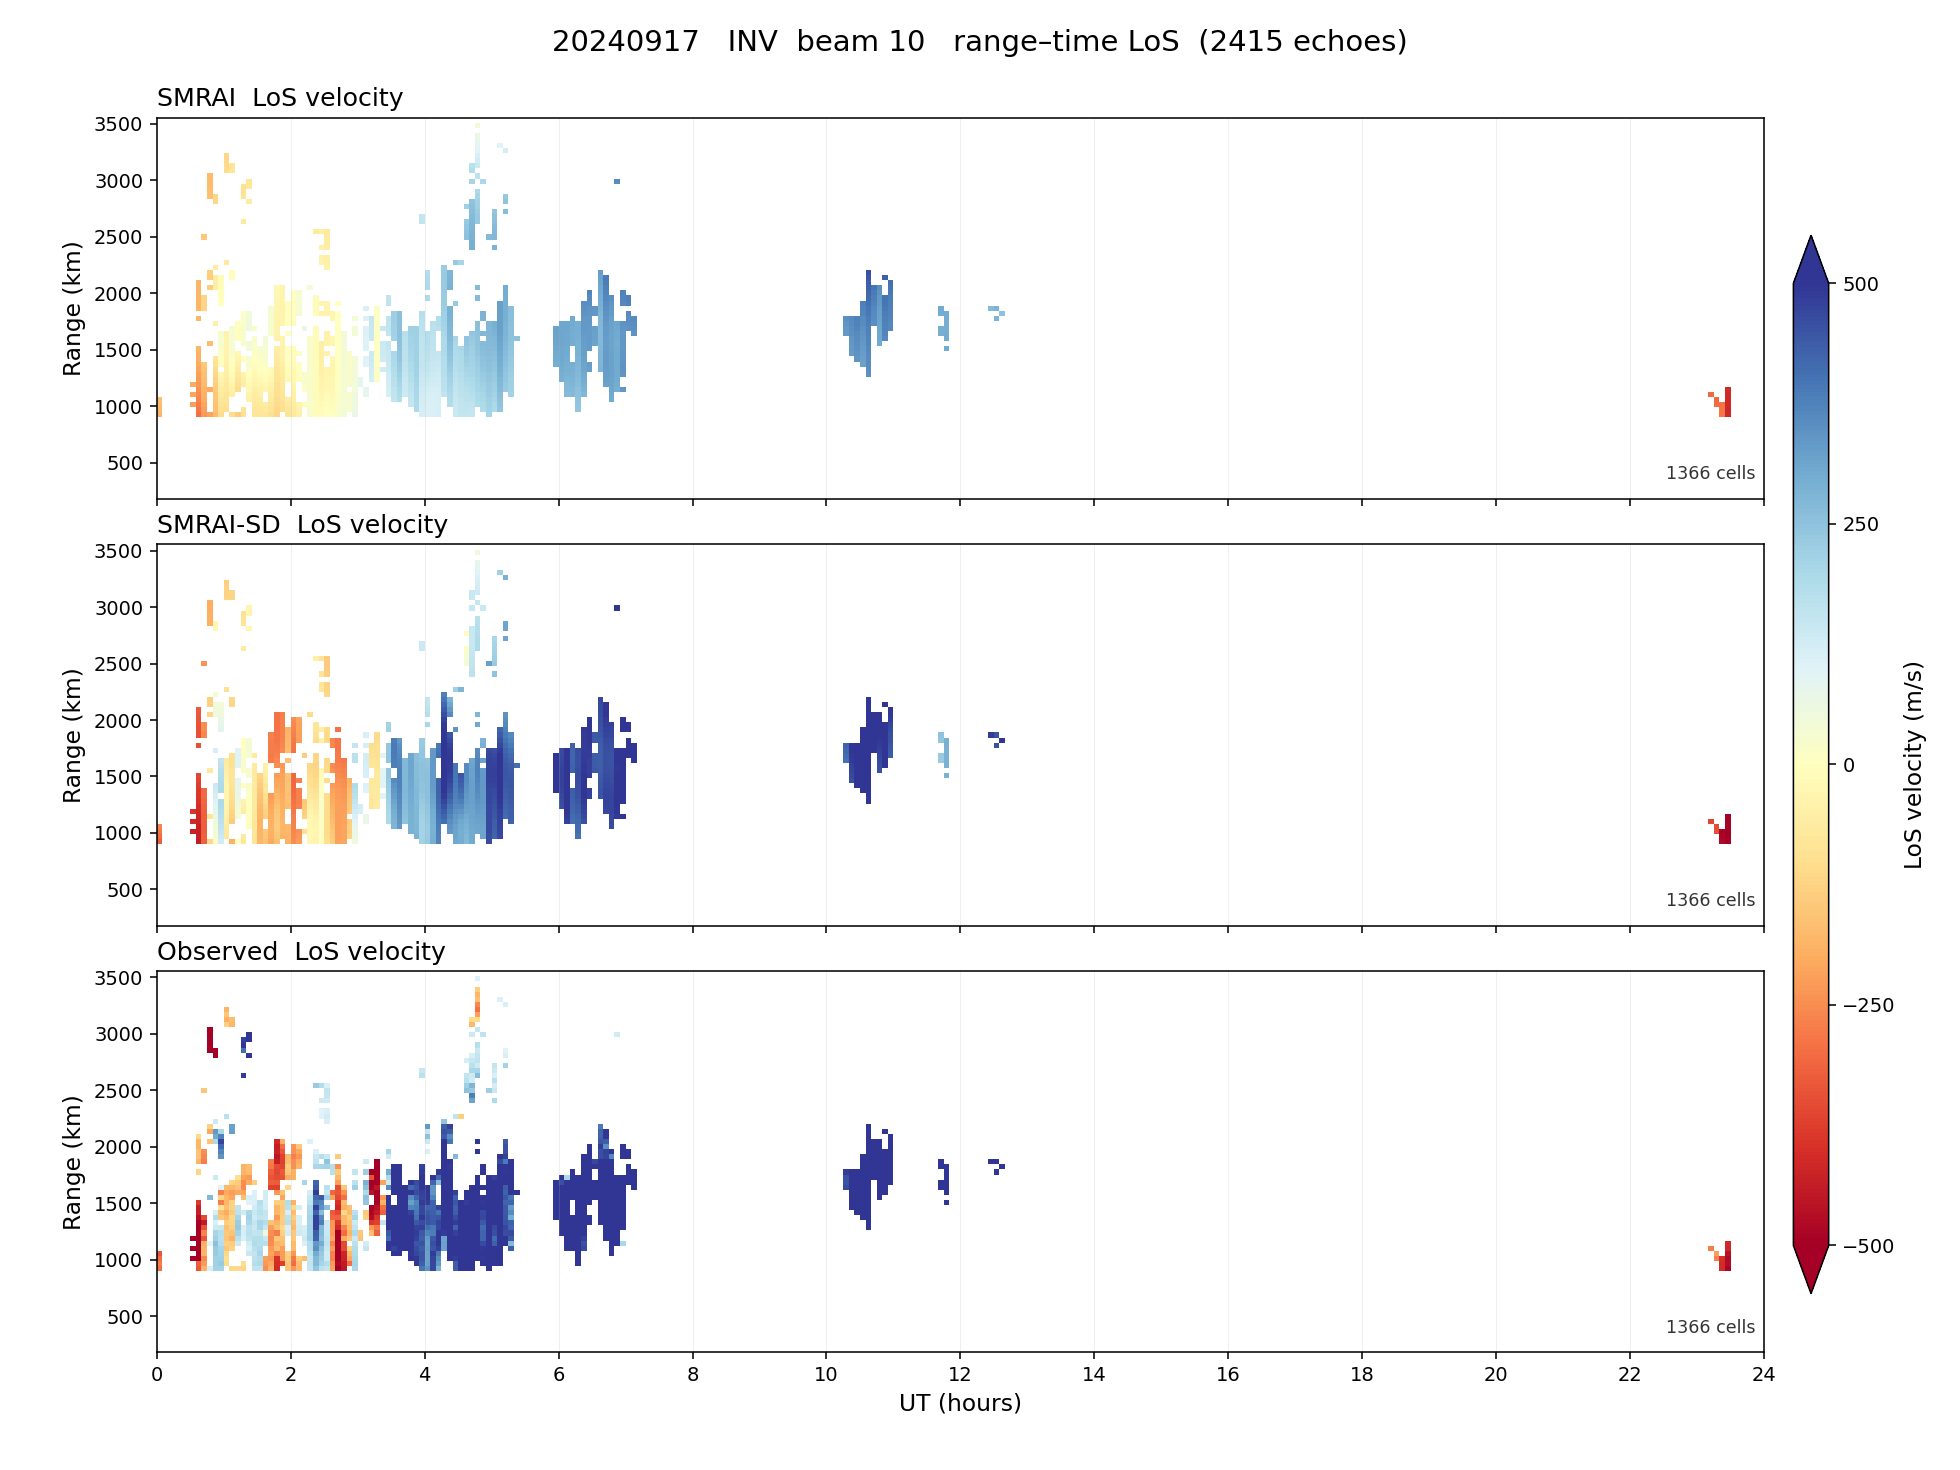 20240917   INV  beam 10   range–time LoS  (2415 echoes)
SMRAI  LoS velocity
3500
3000
2500
2000
1500
1000
500
Range (km)
1366 cells
SMRAI-SD  LoS velocity
3500
3000
2500
2000
1500
1000
500
Range (km)
1366 cells
Observed  LoS velocity
3500
3000
2500
2000
1500
1000
500
Range (km)
1366 cells
0 2 4 6 8 10 12 14 16 18 20 22 24
UT (hours)
500
250
0
−250
−500
LoS velocity (m/s)